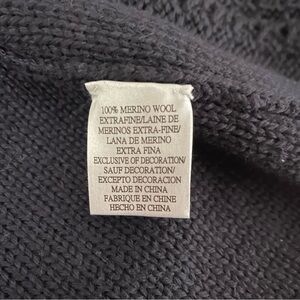 100% MERINO WOOL
EXTRAFINE/LAINE DE
MERINOS EXTRA-FINE/
LANA DE MERINO
EXTRA FINA
EXCLUSIVE OF DECORATION/
SAUF DECORATION/
EXCEPTO DECORACION
MADE IN CHINA
FABRIQUE EN CHINE
HECHO EN CHINA